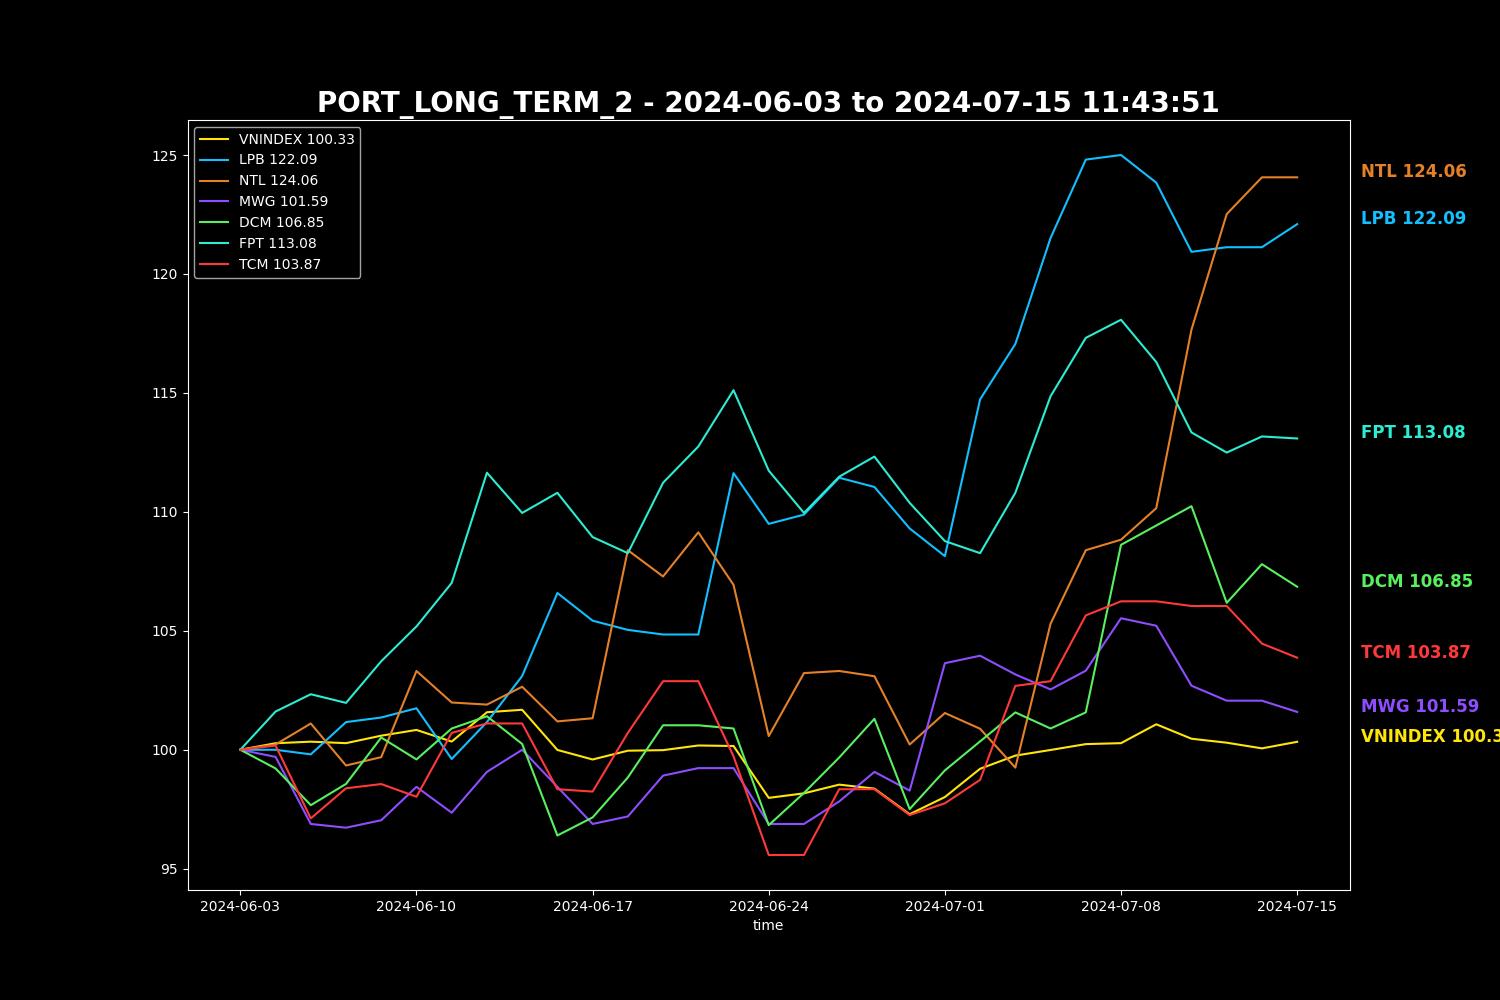 PORT_LONG_TERM_2 - 2024-06-03 to 2024-07-15 11:43:51
VNINDEX 100.33
LPB 122.09
NTL 124.06
MWG 101.59
DCM 106.85
FPT 113.08
TCM 103.87
125
120
115
110
105
100
95
NTL 124.06
LPB 122.09
FPT 113.08
DCM 106.85
TCM 103.87
MWG 101.59
VNINDEX 100.3
2024-06-03 2024-06-10 2024-06-17 2024-06-24 2024-07-01 2024-07-08 2024-07-15
time